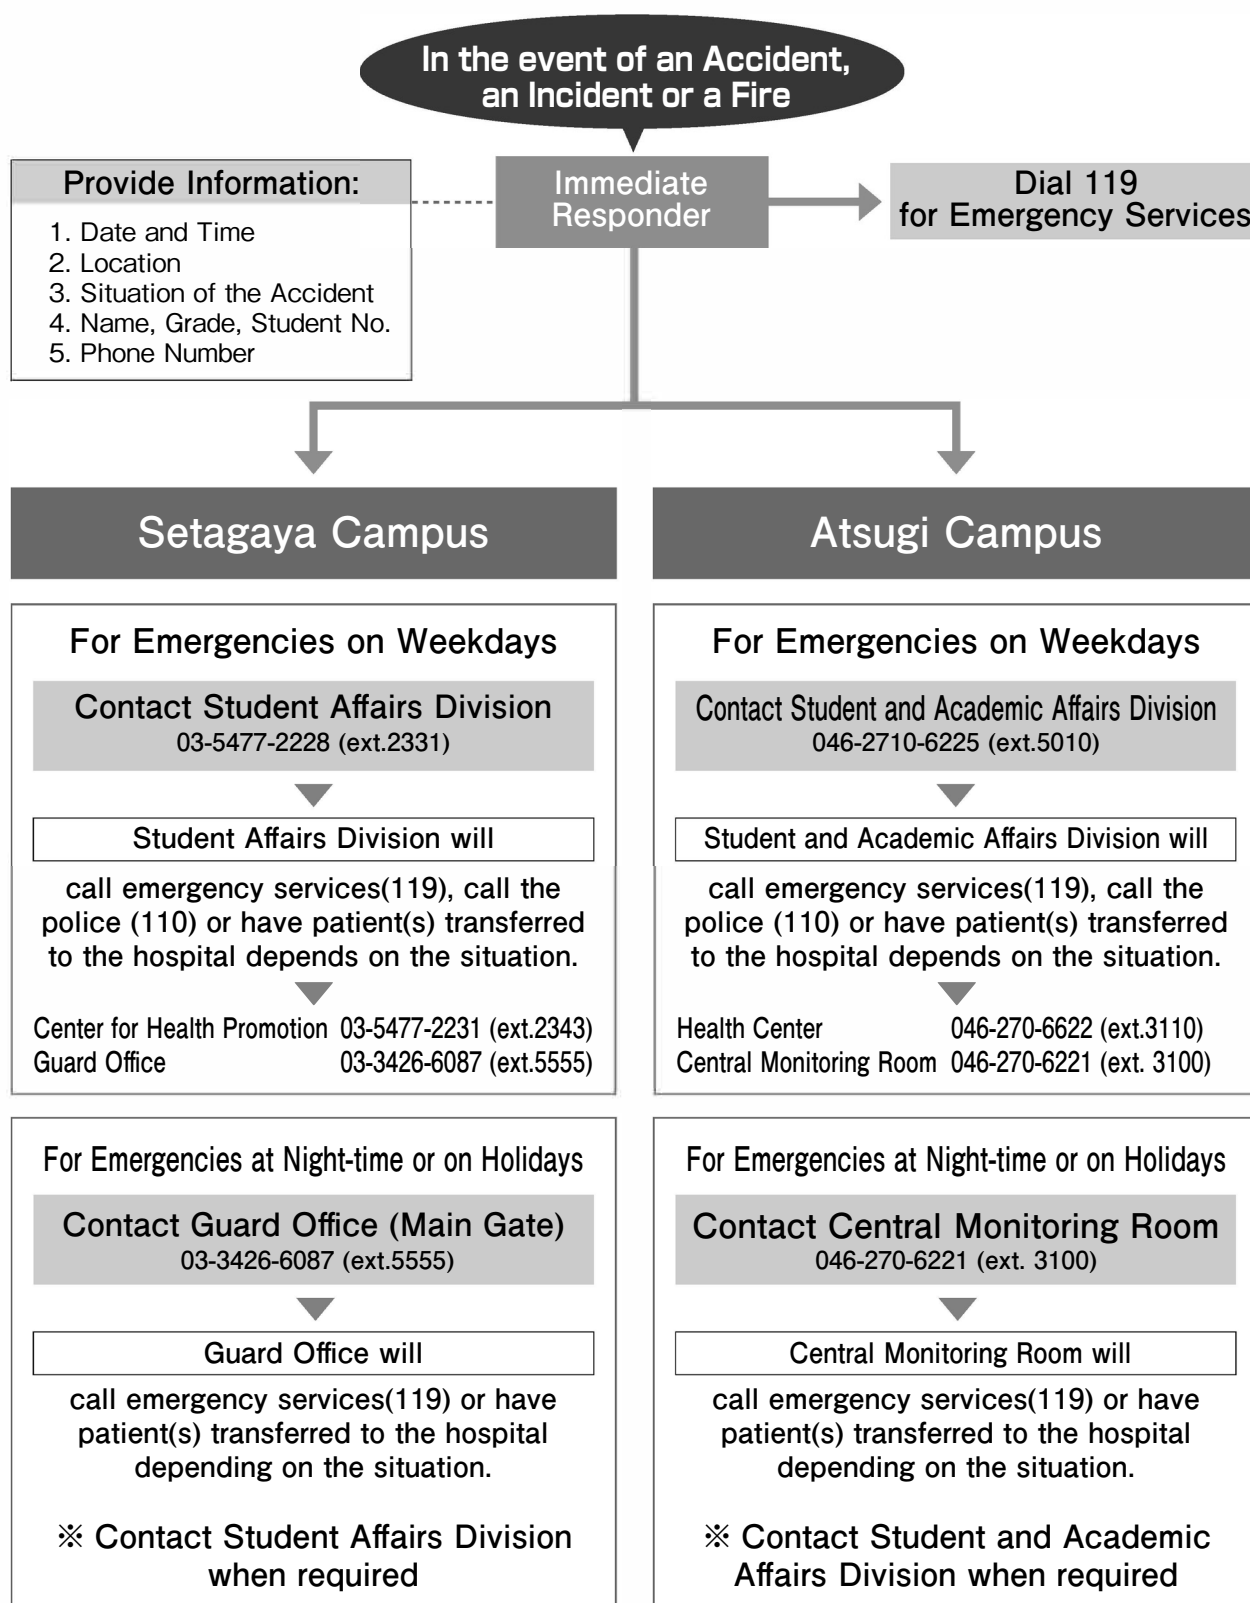 In the event of an Accident,
an Incident or a Fire
Provide Information:
1. Date and Time
2. Location
3. Situation of the Accident
4. Name, Grade, Student No.
5. Phone Number
Immediate
Responder
Dial 119
for Emergency Services
Setagaya Campus
For Emergencies on Weekdays
Contact Student Affairs Division
03-5477-2228 (ext.2331)
Student Affairs Division will
call emergency services(119), call the
police (110) or have patient(s) transferred
to the hospital depends on the situation.
Center for Health Promotion 03-5477-2231 (ext.2343)
Guard Office 03-3426-6087 (ext.5555)
For Emergencies at Night-time or on Holidays
Contact Guard Office (Main Gate)
03-3426-6087 (ext.5555)
Guard Office will
call emergency services(119) or have
patient(s) transferred to the hospital
depending on the situation.
※ Contact Student Affairs Division
when required
Atsugi Campus
For Emergencies on Weekdays
Contact Student and Academic Affairs Division
046-2710-6225 (ext.5010)
Student and Academic Affairs Division will
call emergency services(119), call the
police (110) or have patient(s) transferred
to the hospital depends on the situation.
Health Center 046-270-6622 (ext.3110)
Central Monitoring Room 046-270-6221 (ext. 3100)
For Emergencies at Night-time or on Holidays
Contact Central Monitoring Room
046-270-6221 (ext. 3100)
Central Monitoring Room will
call emergency services(119) or have
patient(s) transferred to the hospital
depending on the situation.
※ Contact Student and Academic
Affairs Division when required